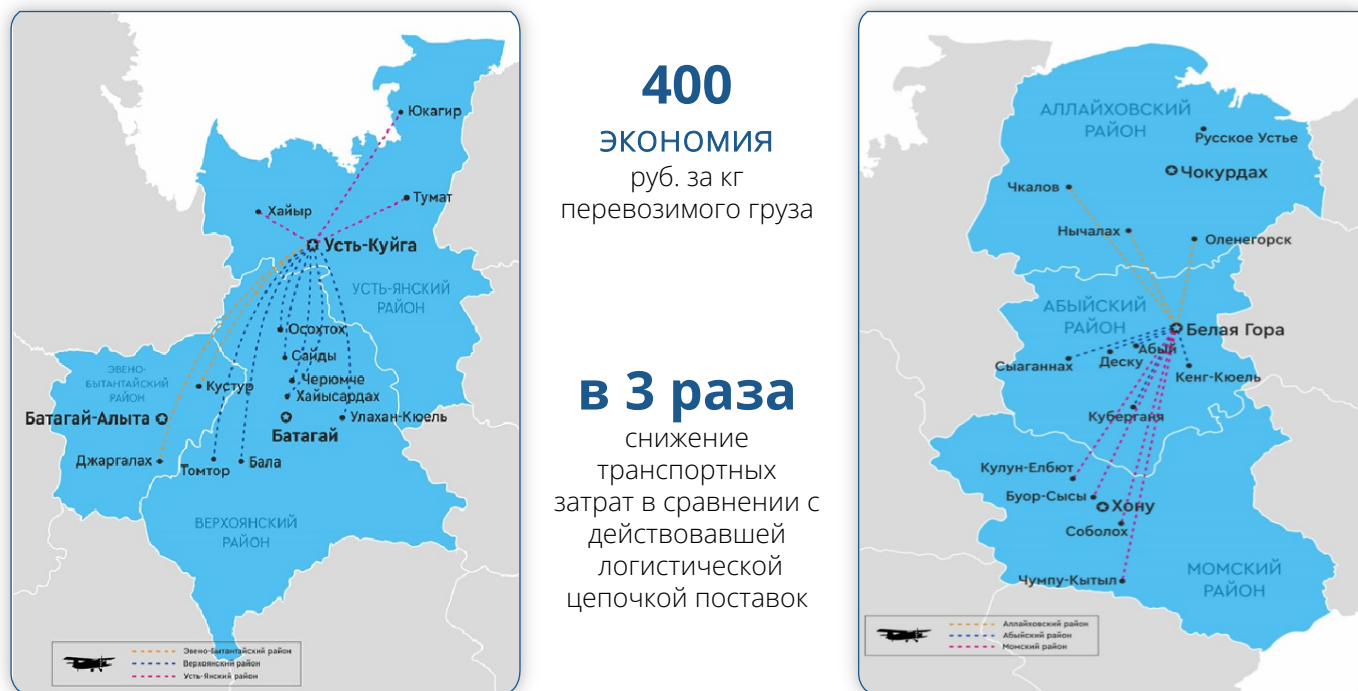 Юкагир
Тумат
Хайыр
Усть-Куйга
УСТЬ-ЯНСКИЙ
РАЙОН
Осохтох
Сайды
ЭВЕНО-
БЫТАНТАЙСКИЙ
РАЙОН
Черюмче
Кустур
Хайысардах
Батагай-Алыта
Улахан-Кюель
Батагай
Джаргалах
Томтор
Бала
ВЕРХОЯНСКИЙ
РАЙОН
Эвено-Бытантайский район
Верхоянский район
Усть-Янский район
400
экономия
руб. за кг
перевозимого груза
в 3 раза
снижение
транспортных
затрат в сравнении с
действовавшей
логистической
цепочкой поставок
АЛЛАЙХОВСКИЙ
РАЙОН
Русское Устье
Чокурдах
Чкалов
Нычалах
Оленегорск
АБЫЙСКИЙ
РАЙОН
Белая Гора
Абый
Деску
Сыаганнах
Кенг-Кюель
Куберганя
Кулун-Елбют
Буор-Сысы
Хону
Соболох
Чумпу-Кытыл
МОМСКИЙ
РАЙОН
Аллайховский район
Абыйский район
Момский район